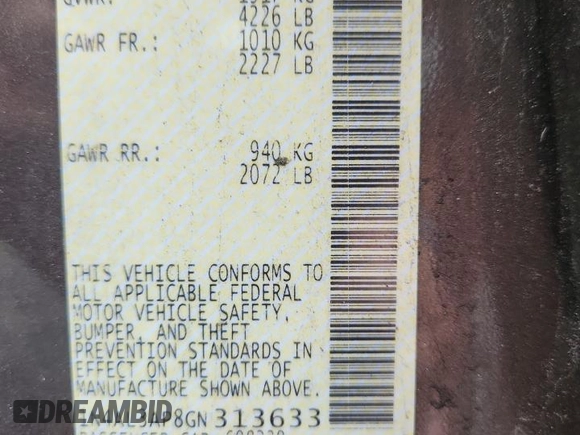 4226 LB
GAWR FR.: 1010 KG
2227 LB
GAWR RR.: 940 KG
2072 LB
THIS VEHICLE CONFORMS TO
ALL APPLICABLE FEDERAL
MOTOR VEHICLE SAFETY,
BUMPER, AND THEFT
PREVENTION STANDARDS IN
EFFECT ON THE DATE OF
MANUFACTURE SHOWN ABOVE.
8GN313633
DREAMBID